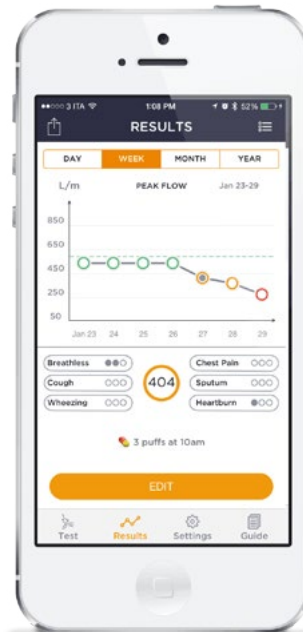 3 ITA 1:08 PM 52%
RESULTS
DAY WEEK MONTH YEAR
L/m PEAK FLOW Jan 23-29
850
650
450
250
50
Jan 23 24 25 26 27 28 29
Breathless Chest Pain
Cough 404 Sputum
Wheezing Heartburn
3 puffs at 10am
EDIT
Test Results Settings Guide